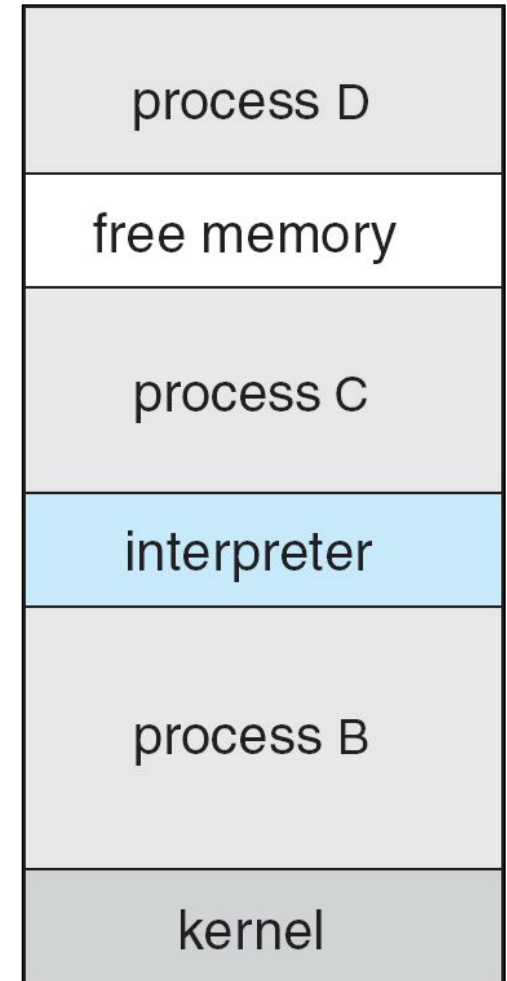 process D
free memory
process C
interpreter
process B
kernel